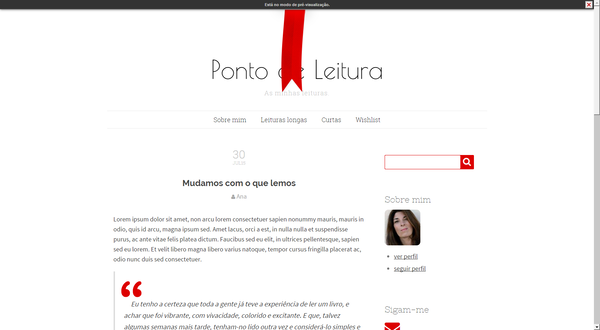 Está no modo de pré-visualização.
Ponto de Leitura
As minhas leituras
Sobre mim
Leituras longas
Curtas
Wishlist
30
Mudamos com o que lemos
Ana
Lorem ipsum dolor sit amet, non arcu lorem consectetuer sapien nonummy mauris, mauris in
odio, quis id arcu, magna ipsum sed. Amet lacus, orci a est, in nulla nulla et suspendisse
purus, ac ante vitae felis platea dictum. Faucibus sed eu elit, in ultrices pellentesque, sapien
sed eu lorem. Et velit libero magna libero varius natoque, tempor cursus fringilla placerat ac,
odio nunc duis sed consectetuer.
Eu tenho a certeza que toda a gente já teve a experiência de ler um livro, e
achar que foi vibrante, com vivacidade, colorido e excitante. E que, talvez
algumas semanas mais tarde, tenham-no lido outra vez e considerá-lo simples e
Sobre mim
ver perfil
seguir perfil
Sigam-me